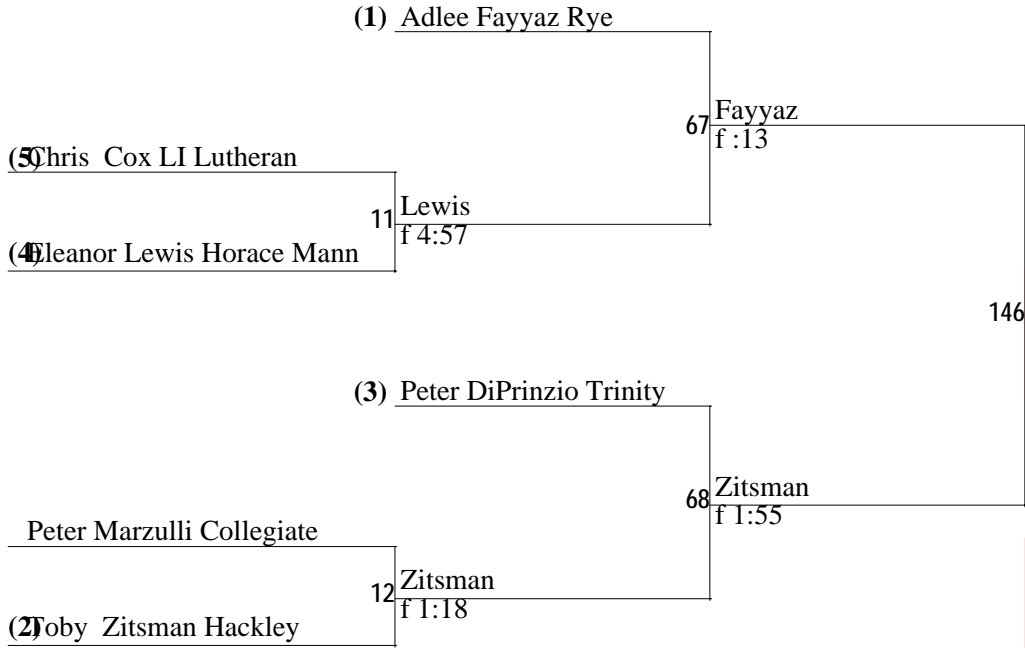 (1) Adlee Fayyaz Rye
67 Fayyaz
f :13
(5) Chris Cox LI Lutheran
11 Lewis
f 4:57
(4) Eleanor Lewis Horace Mann
146
(3) Peter DiPrinzio Trinity
68 Zitsman
f 1:55
Peter Marzulli Collegiate
12 Zitsman
f 1:18
(2) Toby Zitsman Hackley